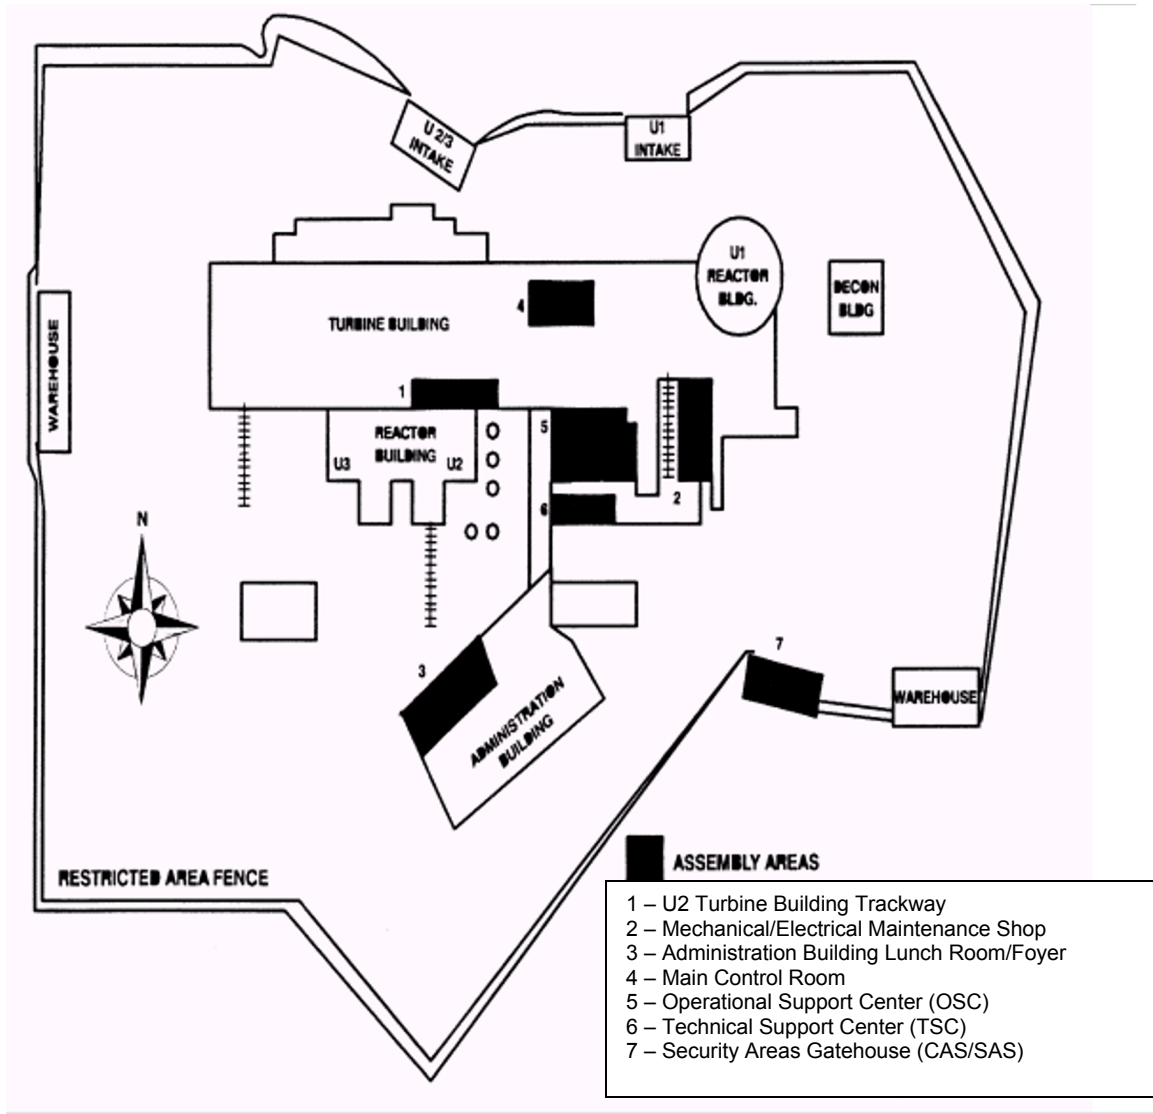 U 2/3
INTAKE
U1
INTAKE
U1
REACTOR
BLDG.
DECON
BLDG
4
TURBINE BUILDING
WAREHOUSE
1
REACTOR
BUILDING
U3
U2
5
2
6
N
3
7
ADMINISTRATION
BUILDING
WAREHOUSE
RESTRICTED AREA FENCE
ASSEMBLY AREAS
1 – U2 Turbine Building Trackway
2 – Mechanical/Electrical Maintenance Shop
3 – Administration Building Lunch Room/Foyer
4 – Main Control Room
5 – Operational Support Center (OSC)
6 – Technical Support Center (TSC)
7 – Security Areas Gatehouse (CAS/SAS)